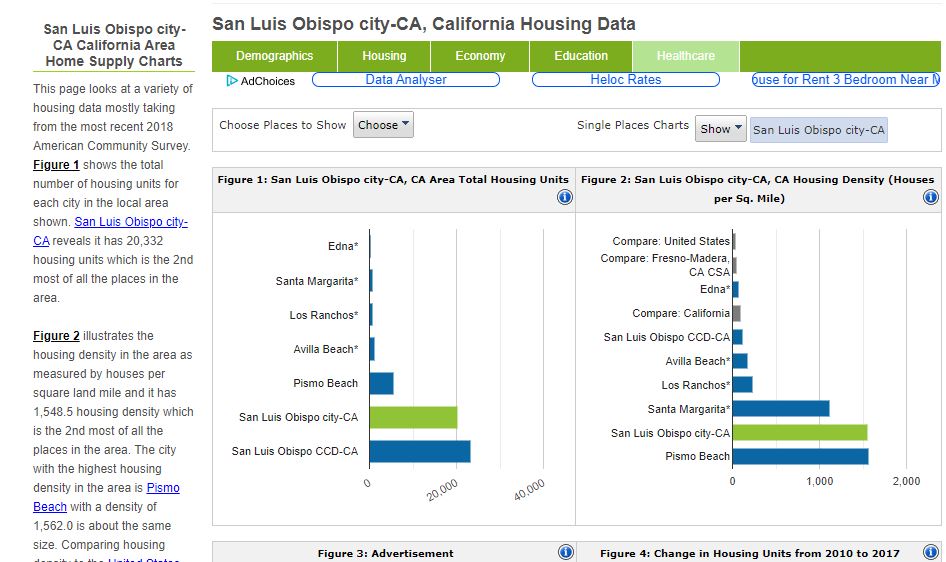 San Luis Obispo city-
CA California Area
Home Supply Charts
This page looks at a variety of
housing data mostly taking
from the most recent 2018
American Community Survey.
Figure 1 shows the total
number of housing units for
each city in the local area
shown. San Luis Obispo city-
CA reveals it has 20,332
housing units which is the 2nd
most of all the places in the
area.
Figure 2 illustrates the
housing density in the area as
measured by houses per
square land mile and it has
1,548.5 housing density which
is the 2nd most of all the
places in the area. The city
with the highest housing
density in the area is Pismo
Beach with a density of
1,562.0 is about the same
size. Comparing housing
density to the United States
San Luis Obispo city-CA, California Housing Data
Demographics Housing Economy Education Healthcare
AdChoices Data Analyser Heloc Rates ouse for Rent 3 Bedroom Near M
Choose Places to Show Choose Single Places Charts Show San Luis Obispo city-CA
Figure 1: San Luis Obispo city-CA, CA Area Total Housing Units
Edna*
Santa Margarita*
Los Ranchos*
Avilla Beach*
Pismo Beach
San Luis Obispo city-CA
San Luis Obispo CCD-CA
0 20,000 40,000
Figure 2: San Luis Obispo city-CA, CA Housing Density (Houses
per Sq. Mile)
Compare: United States
Compare: Fresno-Madera,
CA CSA
Edna*
Compare: California
San Luis Obispo CCD-CA
Avilla Beach*
Los Ranchos*
Santa Margarita*
San Luis Obispo city-CA
Pismo Beach
0 1,000 2,000
Figure 3: Advertisement
Figure 4: Change in Housing Units from 2010 to 2017